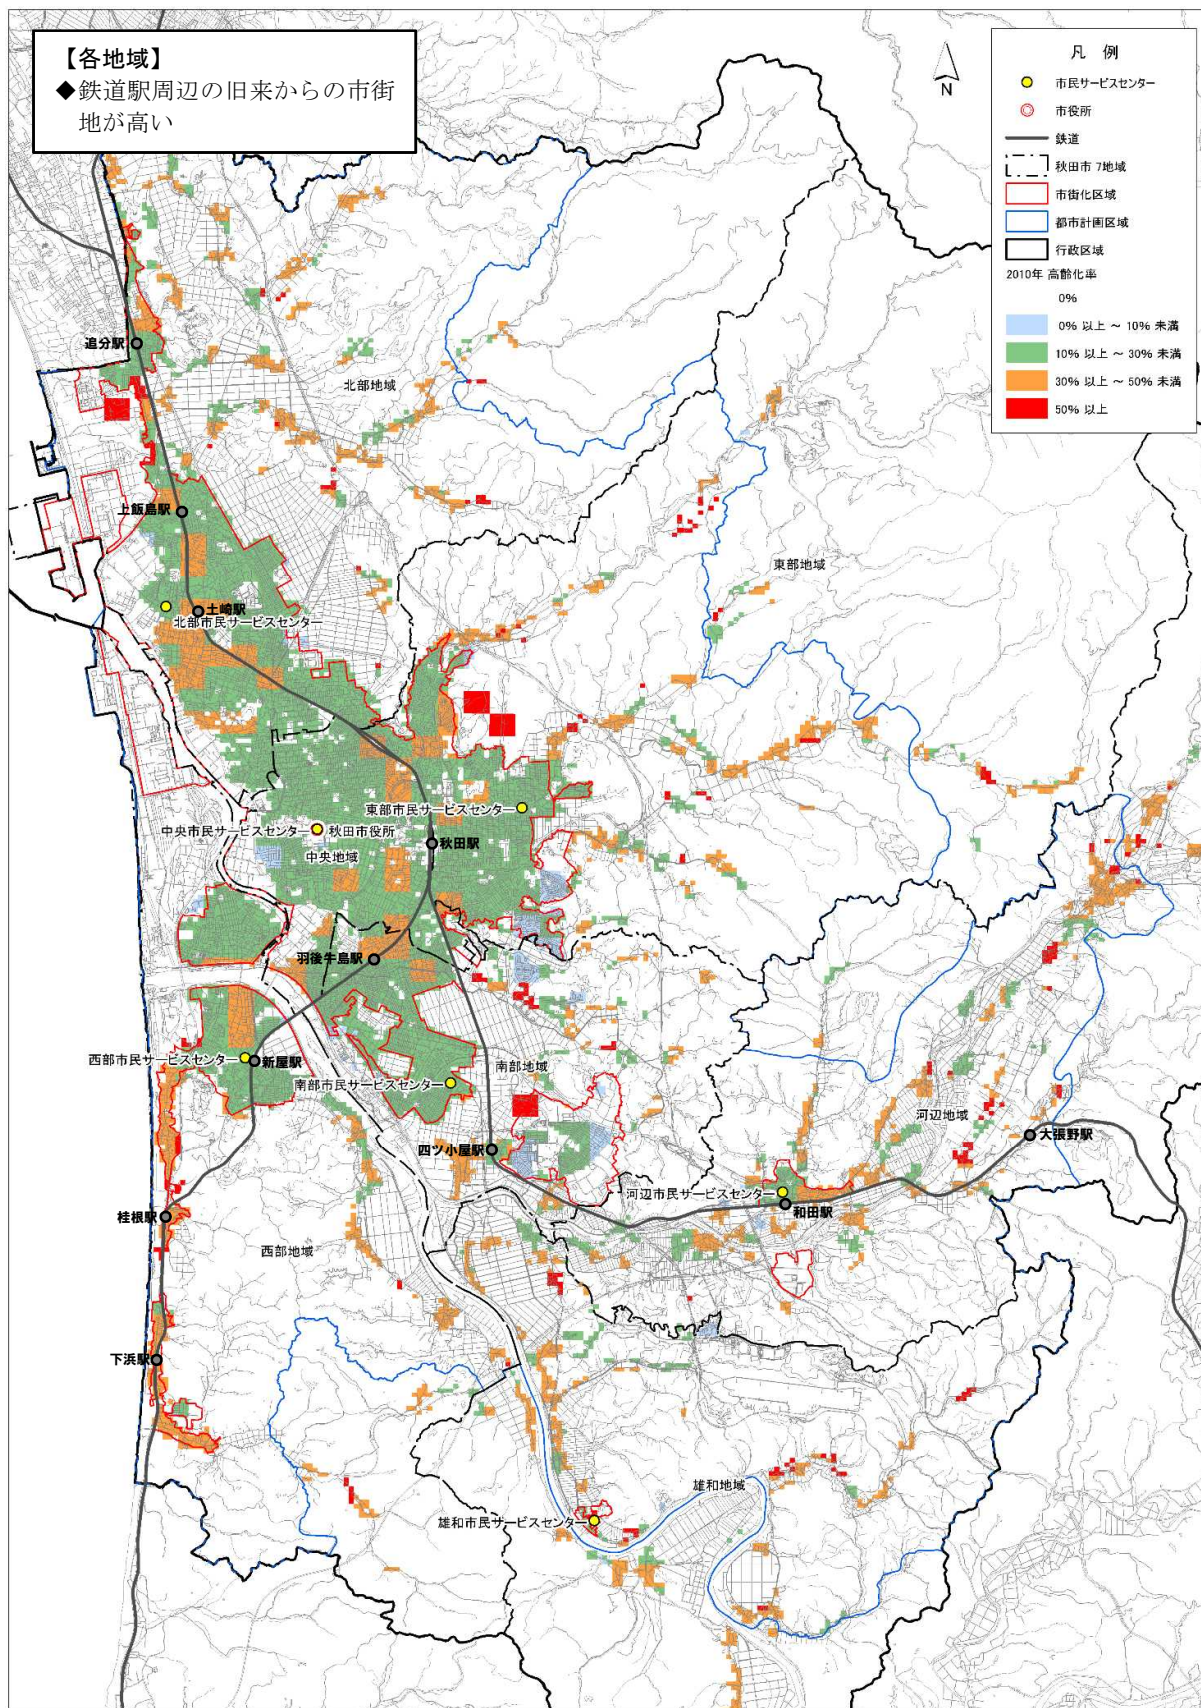 【各地域】
◆鉄道駅周辺の旧来からの市街
地が高い
N
凡 例
市民サービスセンター
市役所
鉄道
秋田市 7地域
市街化区域
都市計画区域
行政区域
2010年 高齢化率
0%
0% 以上 ～ 10% 未満
10% 以上 ～ 30% 未満
30% 以上 ～ 50% 未満
50% 以上
追分駅
北部地域
上飯島駅
東部地域
土崎駅
北部市民サービスセンター
東部市民サービスセンター
中央市民サービスセンター
秋田市役所
秋田駅
中央地域
羽後牛島駅
西部市民サービスセンター
新屋駅
南部地域
南部市民サービスセンター
河辺地域
大張野駅
四ツ小屋駅
河辺市民サービスセンター
和田駅
桂根駅
西部地域
下浜駅
雄和地域
雄和市民サービスセンター